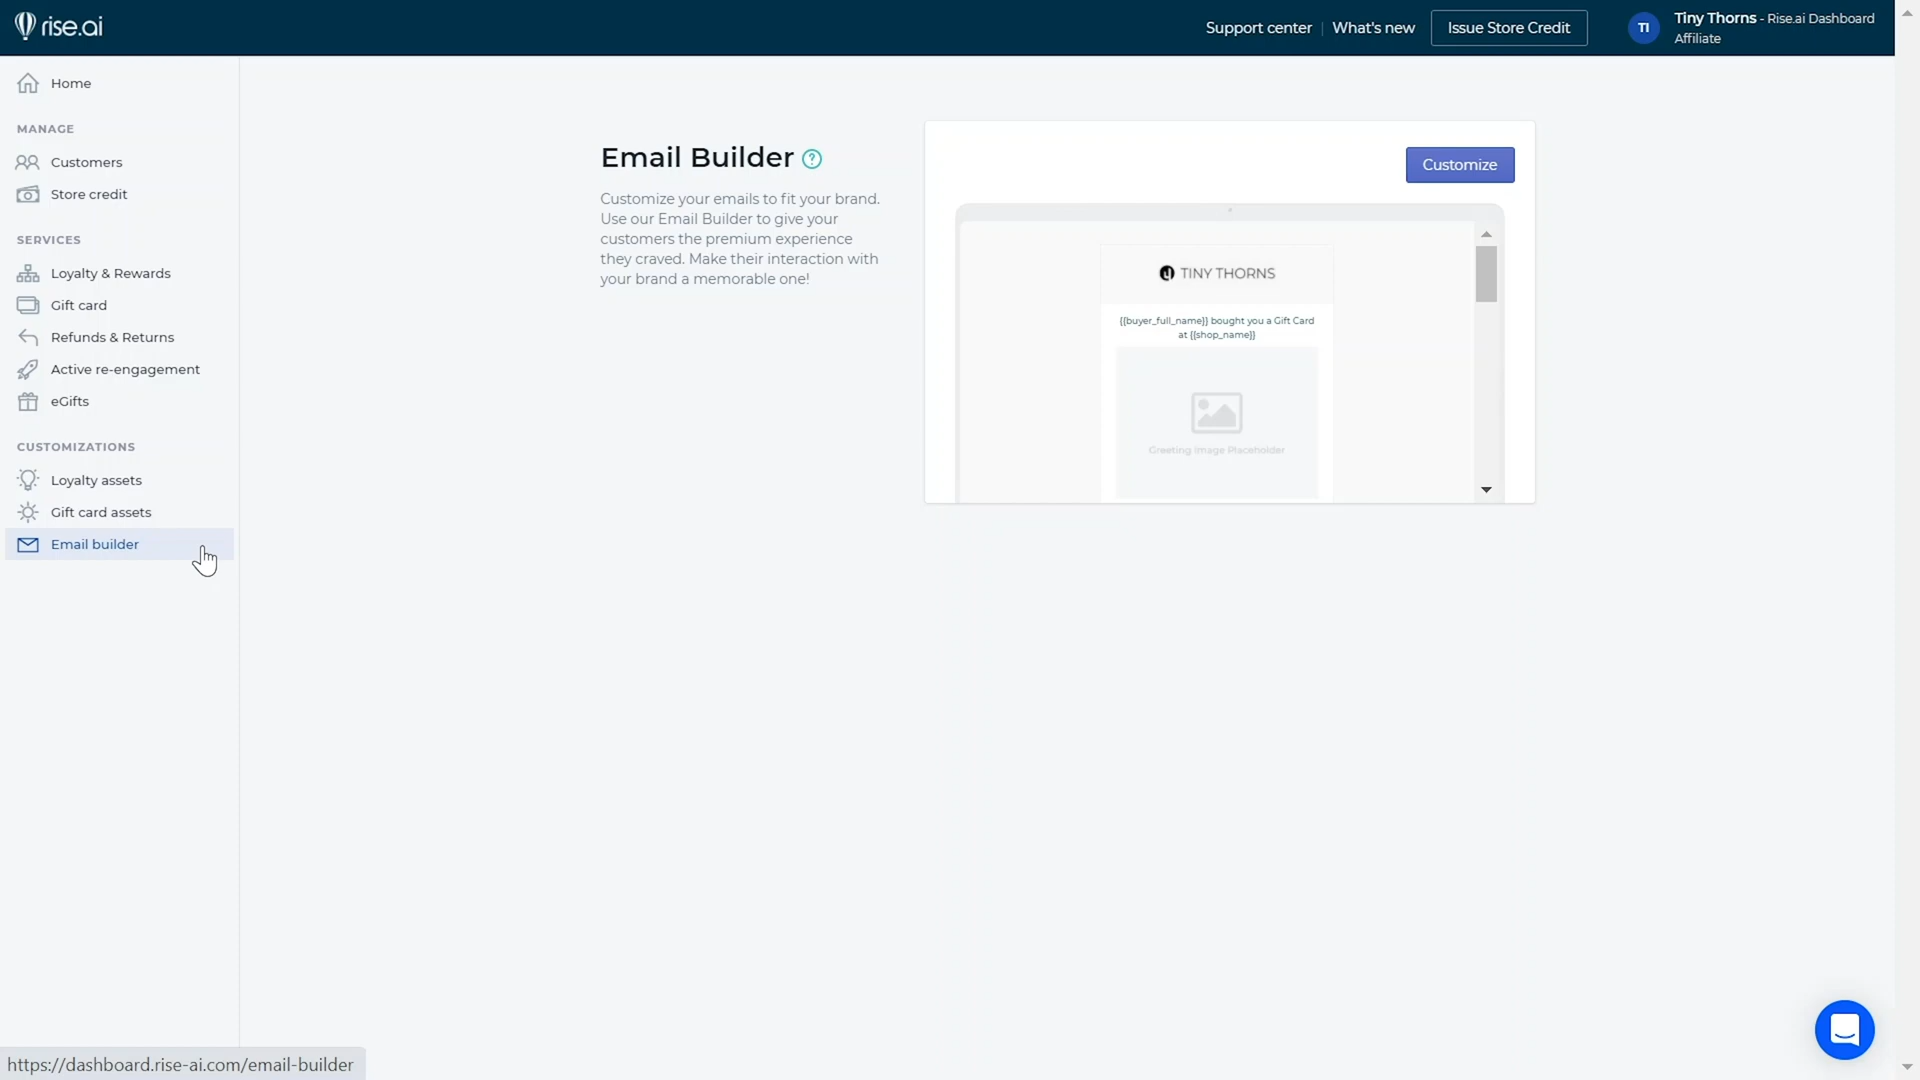 rise.ai
Support center
What's new
Issue Store Credit
TI
Tiny Thorns - Rise.ai Dashboard
Affiliate
Home
MANAGE
Customers
Store credit
SERVICES
Loyalty & Rewards
Gift card
Refunds & Returns
Active re-engagement
eGifts
CUSTOMIZATIONS
Loyalty assets
Gift card assets
Email builder
Email Builder ?
Customize your emails to fit your brand.
Use our Email Builder to give your
customers the premium experience
they craved. Make their interaction with
your brand a memorable one!
Customize
TINY THORNS
{{buyer_full_name}} bought you a Gift Card
at {{shop_name}}
Greeting Image Placeholder
https://dashboard.rise-ai.com/email-builder